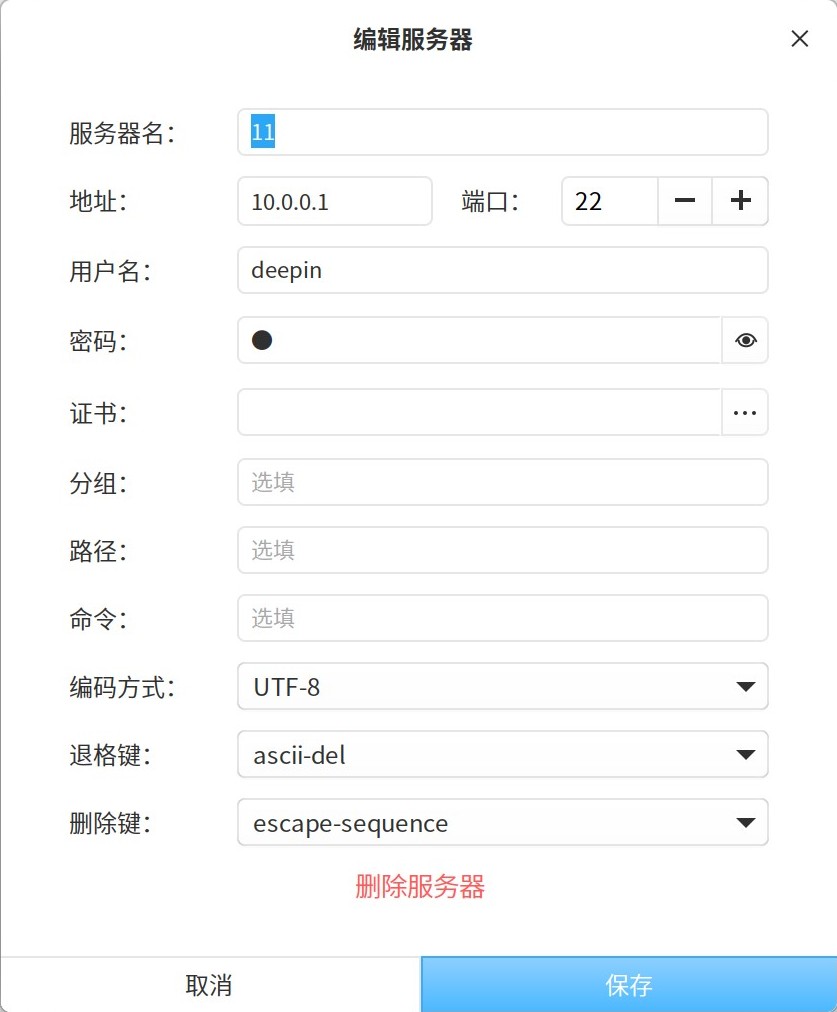 编辑服务器
服务器名： 11
地址： 10.0.0.1 端口： 22
用户名： deepin
密码： ●
证书：
分组： 选填
路径： 选填
命令： 选填
编码方式： UTF-8
退格键： ascii-del
删除键： escape-sequence
删除服务器
取消 保存